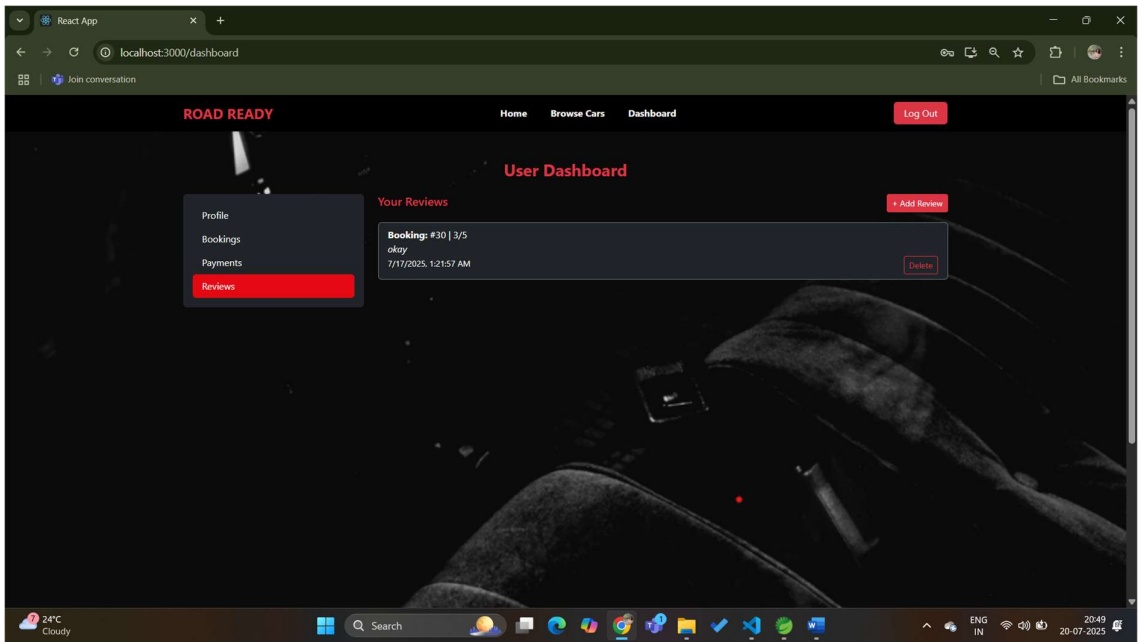 React App
localhost:3000/dashboard
Join conversation
All Bookmarks
ROAD READY
Home Browse Cars Dashboard
Log Out
User Dashboard
Profile
Bookings
Payments
Reviews
Your Reviews
+ Add Review
Booking: #30 | 3/5
okay
7/17/2025, 1:21:57 AM
Delete
7
24°C
Cloudy
Search
ENG
IN
20:49
20-07-2025